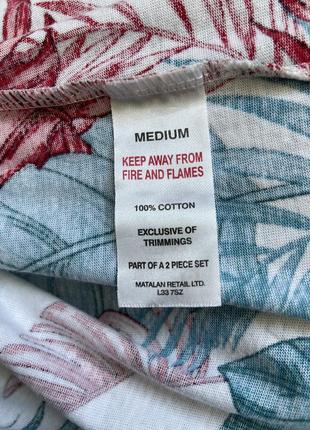 MEDIUM
KEEP AWAY FROM
FIRE AND FLAMES
100% COTTON
EXCLUSIVE OF
TRIMMINGS
PART OF A 2 PIECE SET
MATALAN RETAIL LTD.
L33 7SZ